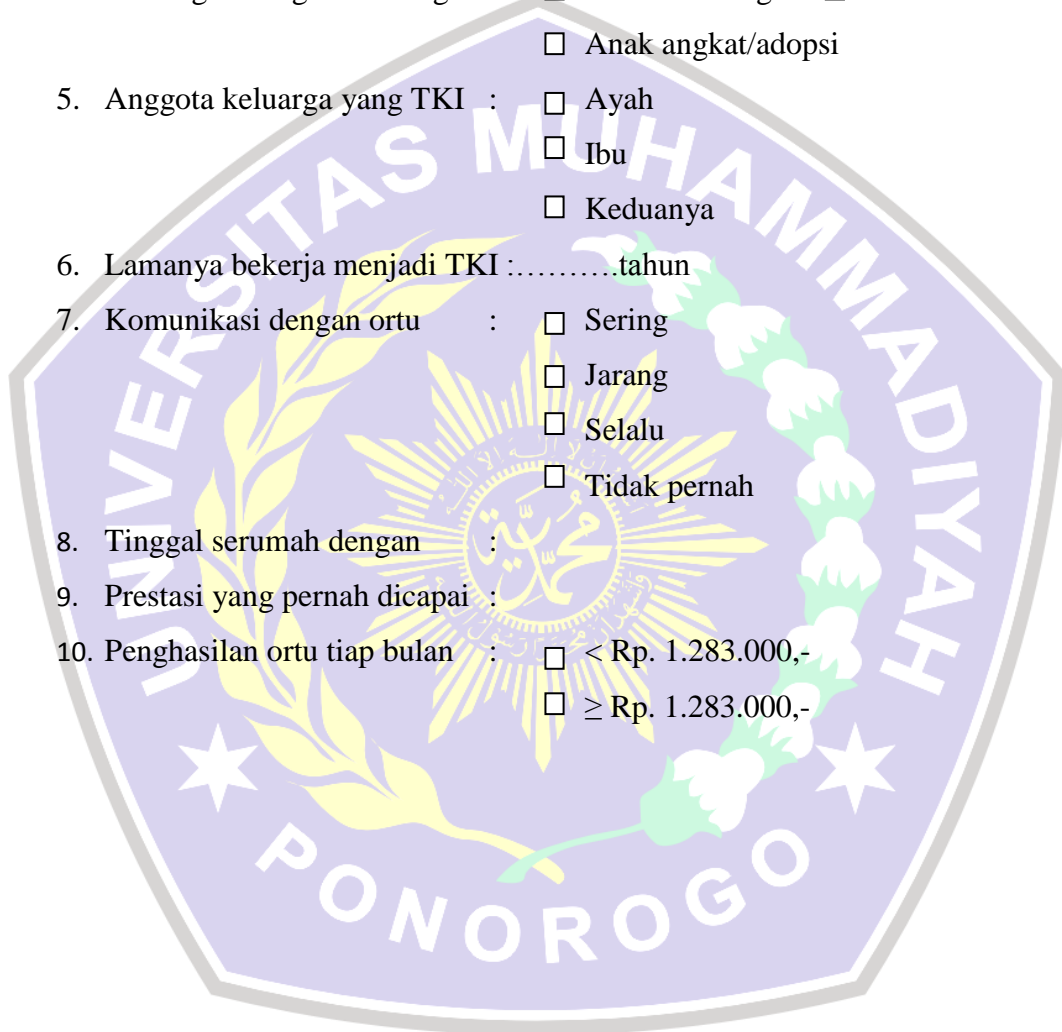 ☐ Anak angkat/adopsi
5. Anggota keluarga yang TKI : ☐ Ayah
☐ Ibu
☐ Keduanya
6. Lamanya bekerja menjadi TKI :……….tahun
7. Komunikasi dengan ortu : ☐ Sering
☐ Jarang
☐ Selalu
☐ Tidak pernah
8. Tinggal serumah dengan :
9. Prestasi yang pernah dicapai :
10. Penghasilan ortu tiap bulan : ☐ < Rp. 1.283.000,-
☐ ≥ Rp. 1.283.000,-
UNIVERSITAS MUHAMMADIYAH
PONOROGO
محمدية